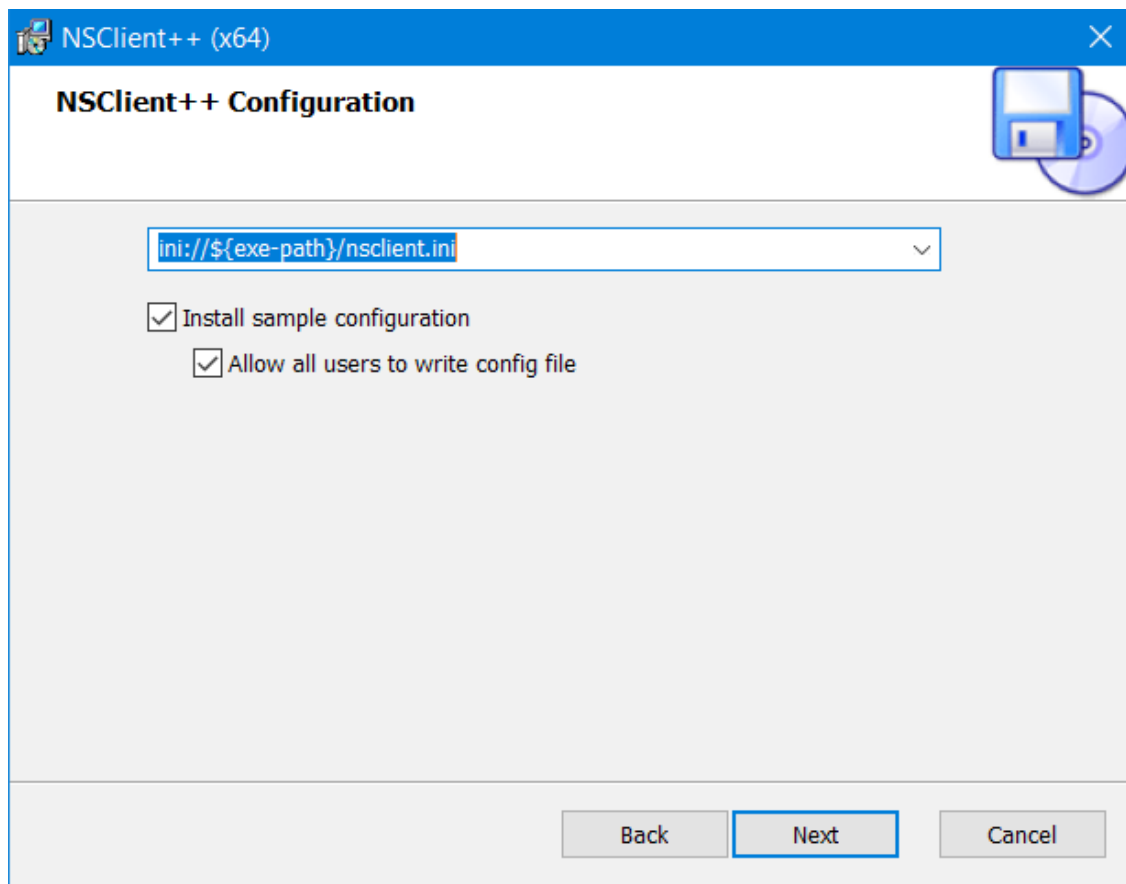 NSClient++ (x64)
NSClient++ Configuration
ini://${exe-path}/nsclient.ini
Install sample configuration
Allow all users to write config file
Back
Next
Cancel